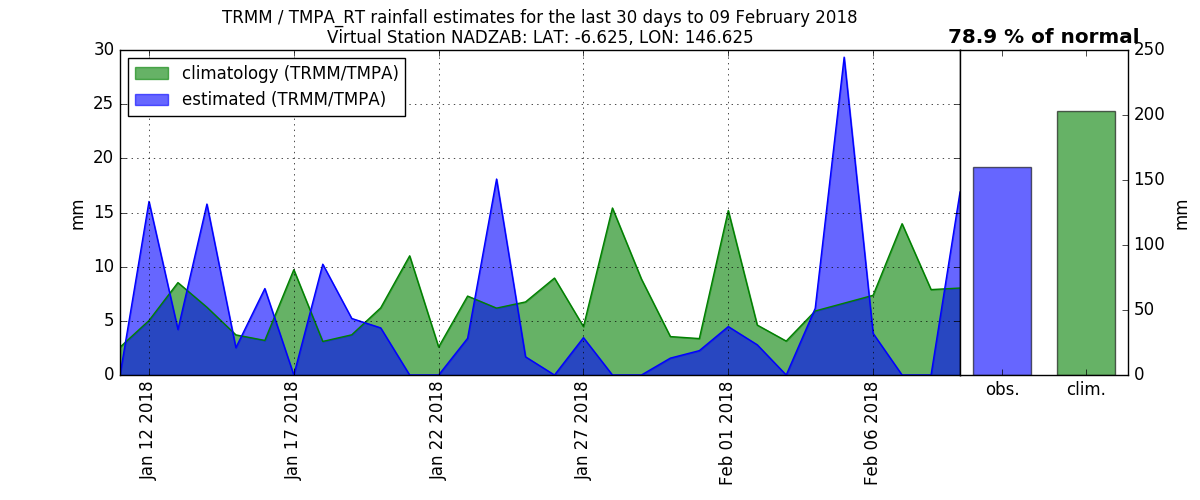 TRMM / TMPA_RT rainfall estimates for the last 30 days to 09 February 2018
Virtual Station NADZAB: LAT: -6.625, LON: 146.625
78.9 % of normal
climatology (TRMM/TMPA)
estimated (TRMM/TMPA)
30
25
20
15
10
5
0
mm
Jan 12 2018
Jan 17 2018
Jan 22 2018
Jan 27 2018
Feb 01 2018
Feb 06 2018
obs.
clim.
250
200
150
100
50
0
mm